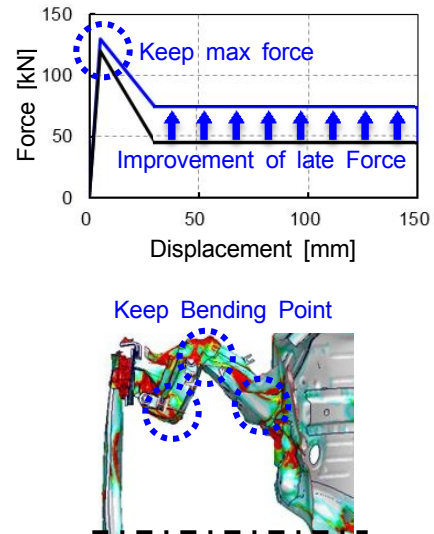 150
Keep max force
100
Force [kN]
50
Improvement of late Force
0
0 50 100 150
Displacement [mm]
Keep Bending Point